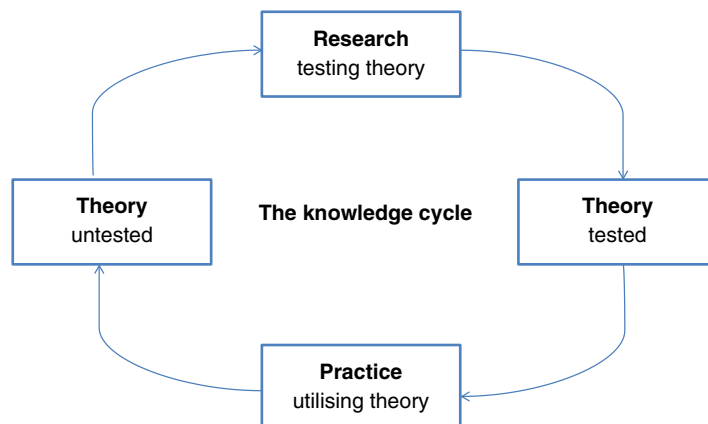 Research
testing theory
Theory
untested
The knowledge cycle
Theory
tested
Practice
utilising theory